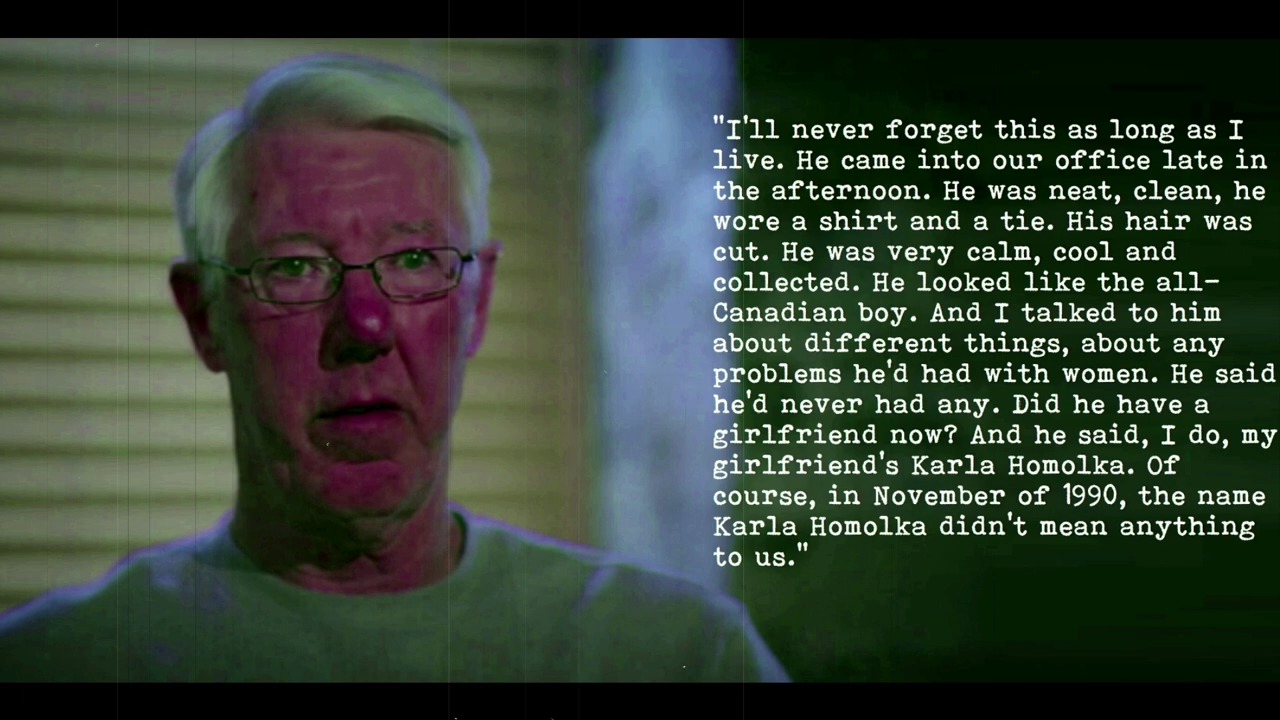 "I'll never forget this as long as I
live. He came into our office late in
the afternoon. He was neat, clean, he
wore a shirt and a tie. His hair was
cut. He was very calm, cool and
collected. He looked like the all-
Canadian boy. And I talked to him
about different things, about any
problems he'd had with women. He said
he'd never had any. Did he have a
girlfriend now? And he said, I do, my
girlfriend's Karla Homolka. Of
course, in November of 1990, the name
Karla Homolka didn't mean anything
to us."